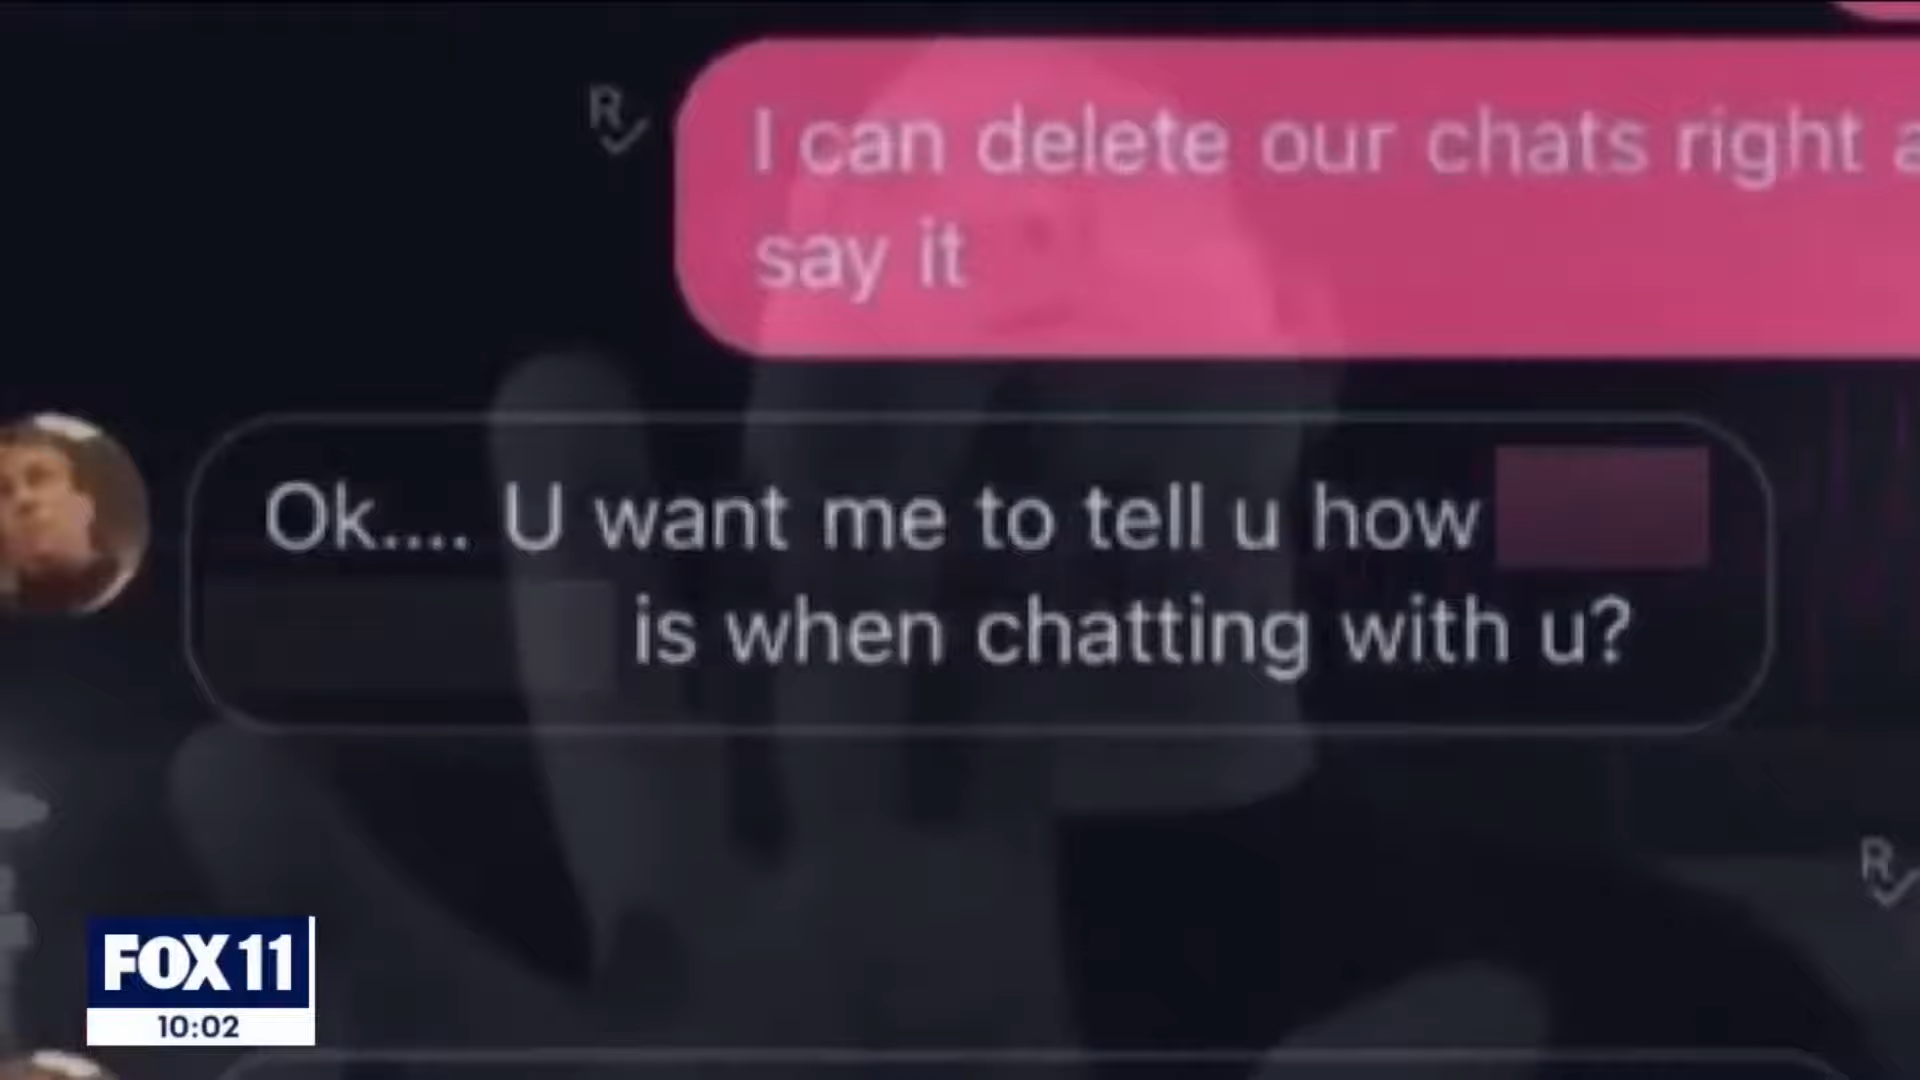 R
I can delete our chats right
say it
Ok.... U want me to tell u how
is when chatting with u?
R
FOX 11
10:02